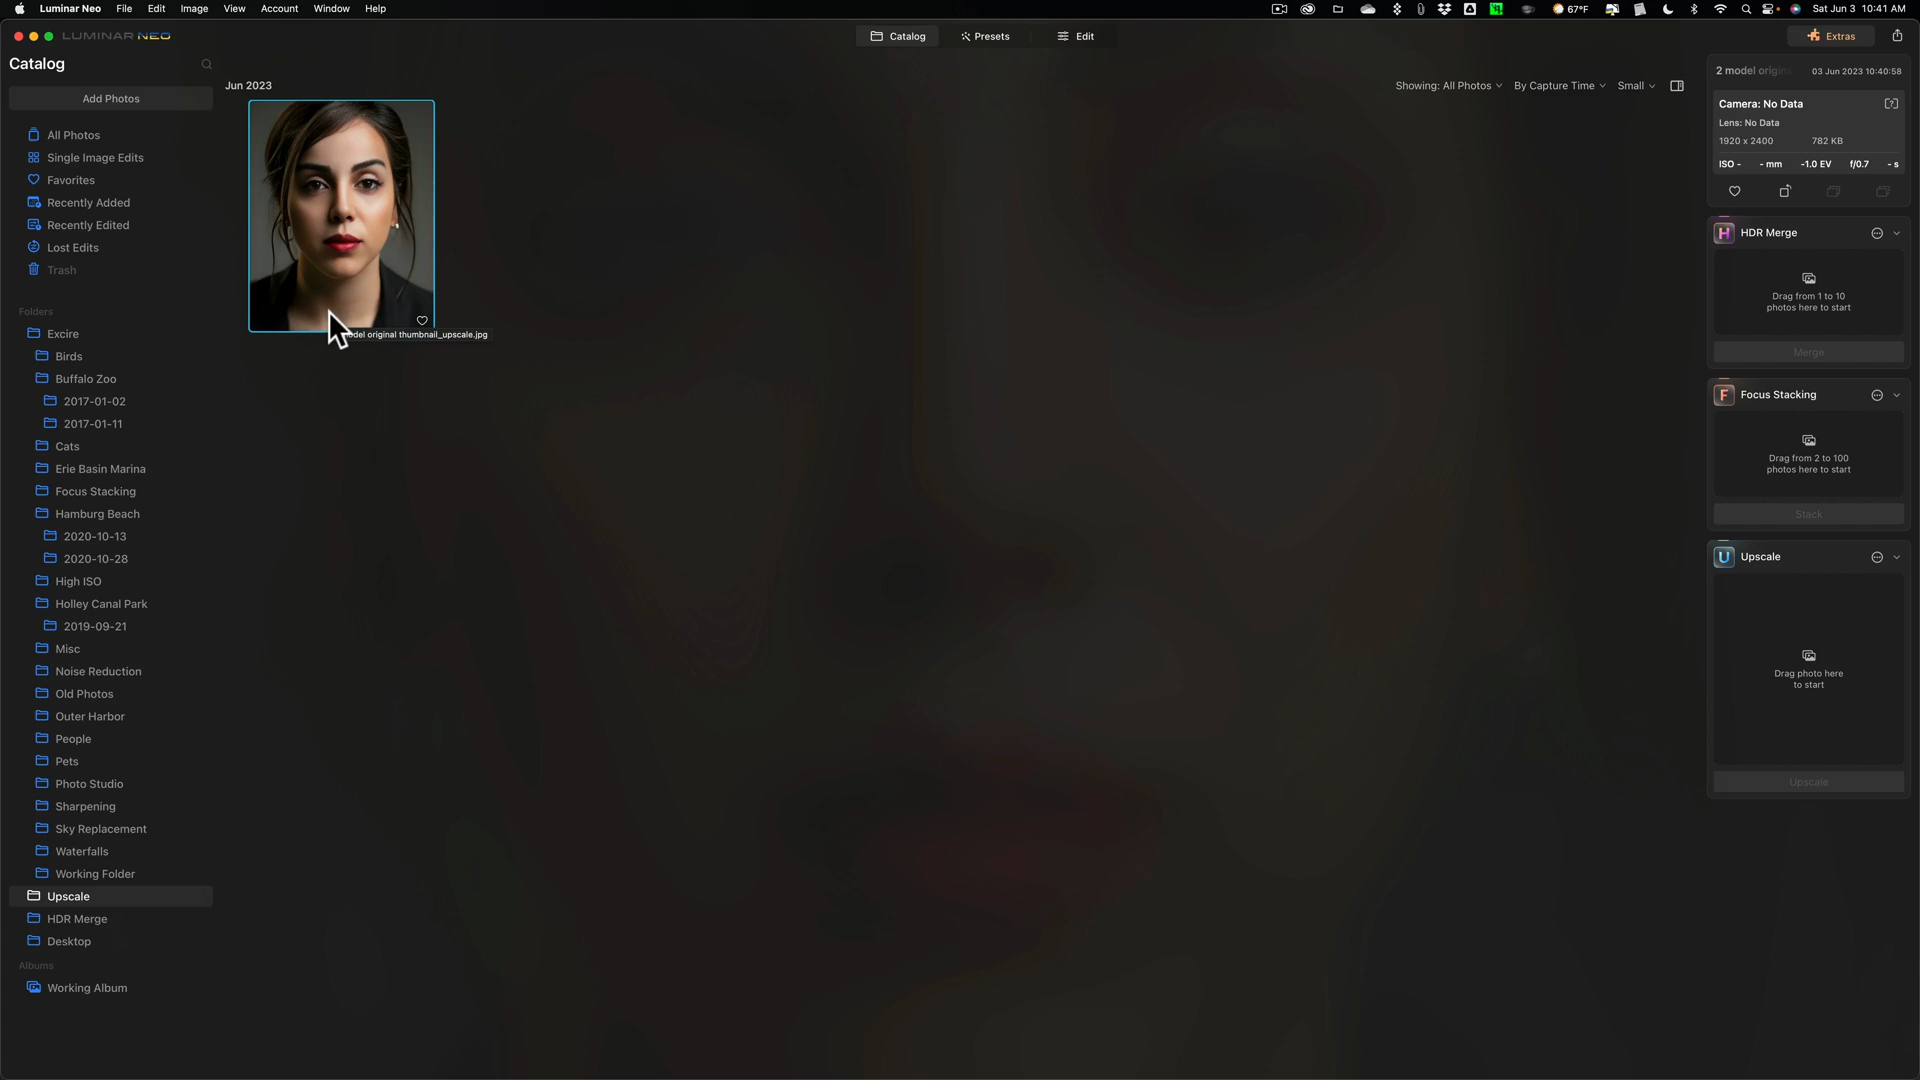 Luminar Neo File Edit Image View Account Window Help
67°F
Sat Jun 3 10:41 AM
LUMINAR NEO
Catalog
Presets
Edit
Extras
Catalog
Add Photos
All Photos
Single Image Edits
Favorites
Recently Added
Recently Edited
Lost Edits
Trash
Folders
Excire
Birds
Buffalo Zoo
2017-01-02
2017-01-11
Cats
Erie Basin Marina
Focus Stacking
Hamburg Beach
2020-10-13
2020-10-28
High ISO
Holley Canal Park
2019-09-21
Misc
Noise Reduction
Old Photos
Outer Harbor
People
Pets
Photo Studio
Sharpening
Sky Replacement
Waterfalls
Working Folder
Upscale
HDR Merge
Desktop
Albums
Working Album
Jun 2023
Showing: All Photos By Capture Time Small
original thumbnail_upscale.jpg
2 model origin 03 Jun 2023 10:40:58
Camera: No Data
Lens: No Data
1920 x 2400 782 KB
ISO - - mm -1.0 EV f/0.7 - s
H HDR Merge
Drag from 1 to 10
photos here to start
Merge
F Focus Stacking
Drag from 2 to 100
photos here to start
Stack
U Upscale
Drag photo here
to start
Upscale